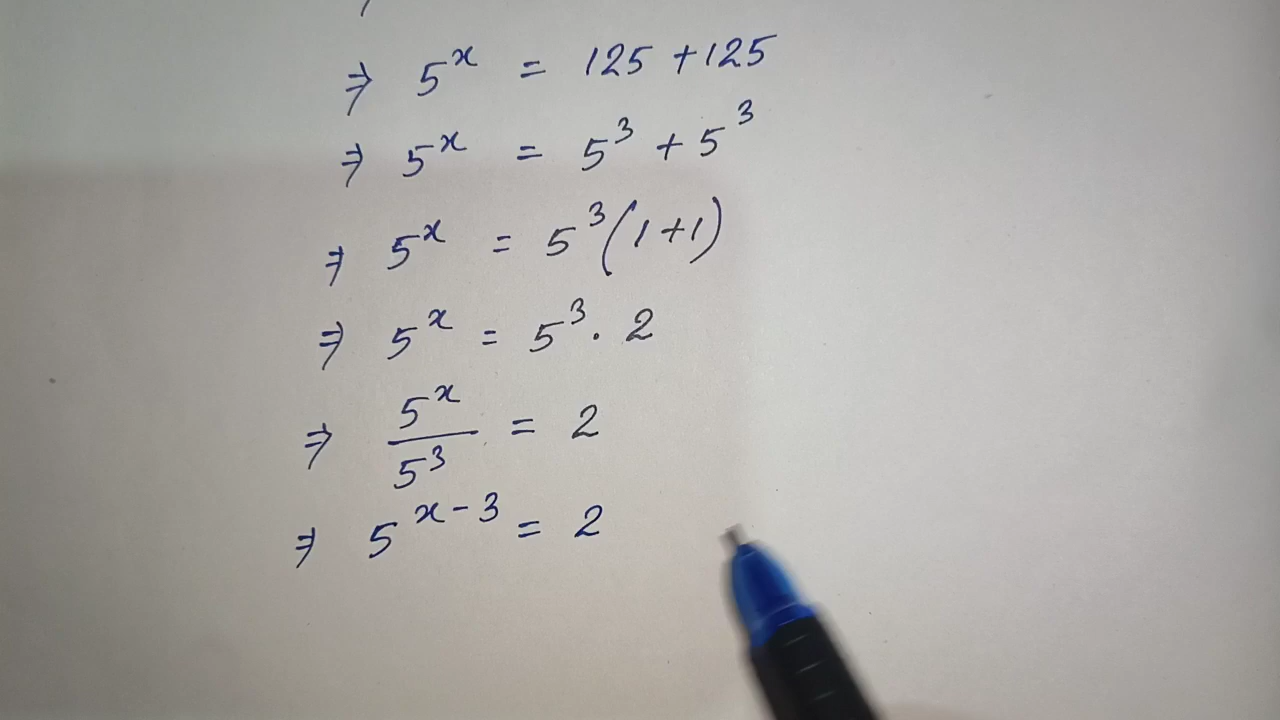 ⇒ 5^x = 125 + 125
⇒ 5^x = 5^3 + 5^3
⇒ 5^x = 5^3 (1+1)
⇒ 5^x = 5^3 . 2
⇒ 5^x / 5^3 = 2
⇒ 5^(x-3) = 2